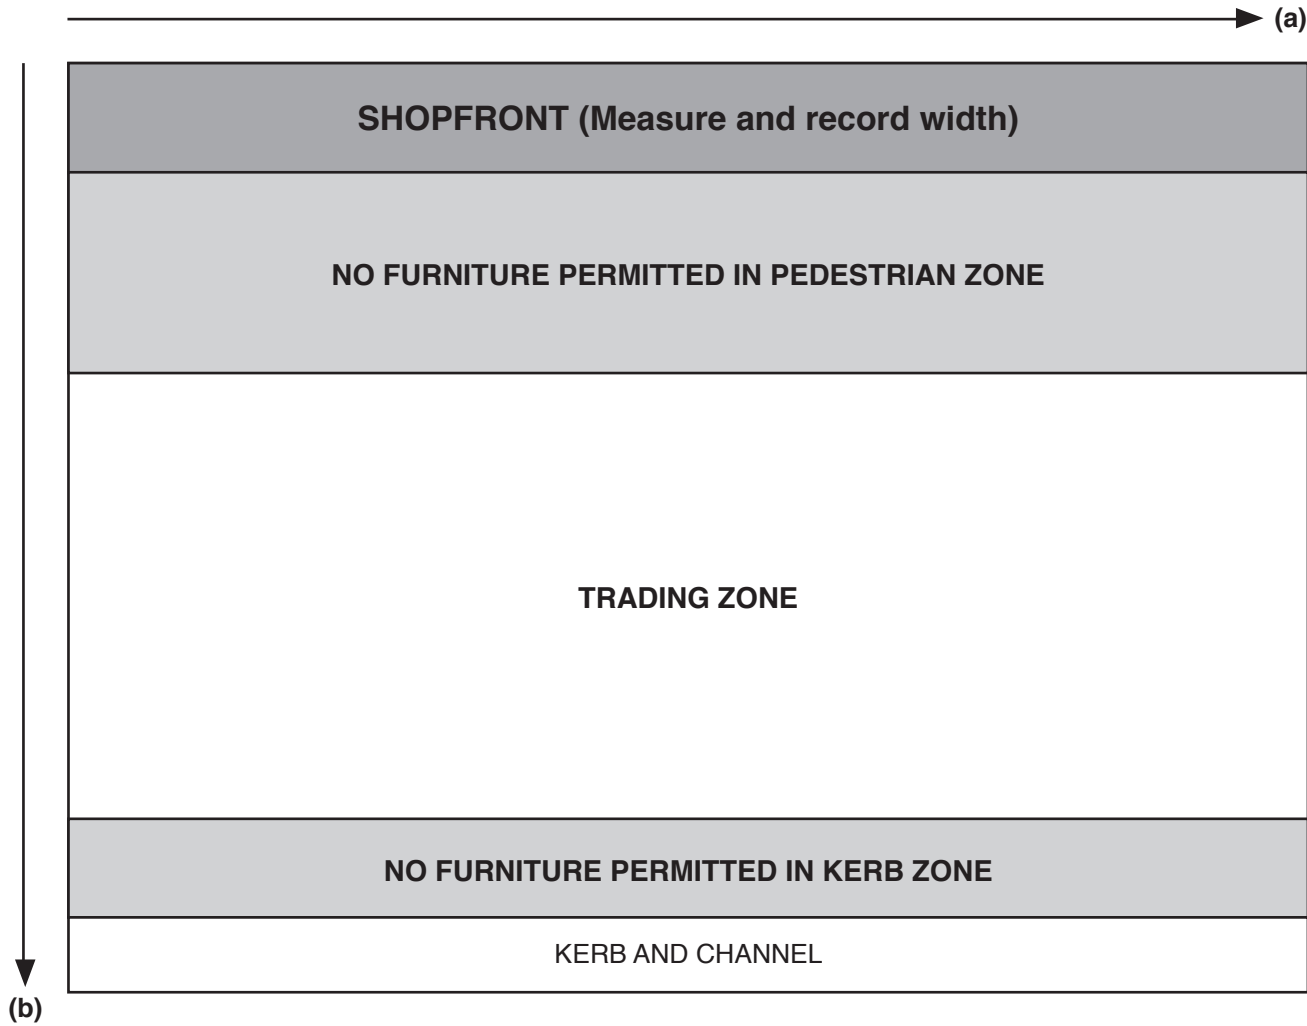 (a)
SHOPFRONT (Measure and record width)
NO FURNITURE PERMITTED IN PEDESTRIAN ZONE
TRADING ZONE
NO FURNITURE PERMITTED IN KERB ZONE
KERB AND CHANNEL
(b)